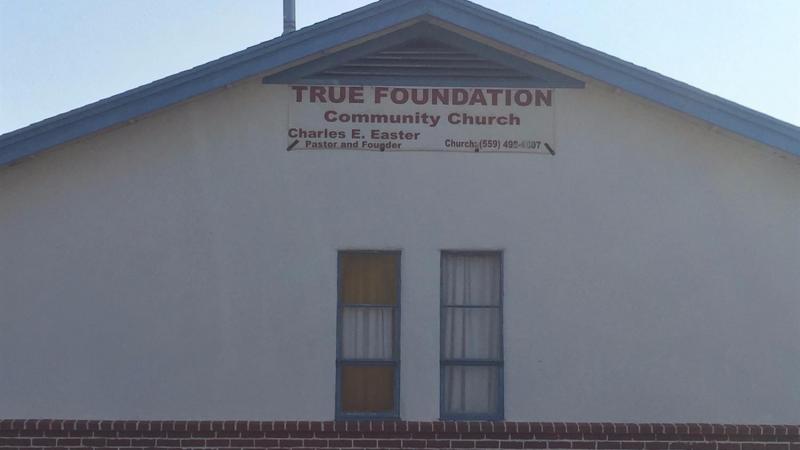 TRUE FOUNDATION
Community Church
Charles E. Easter
Pastor and Founder
Church: (559)